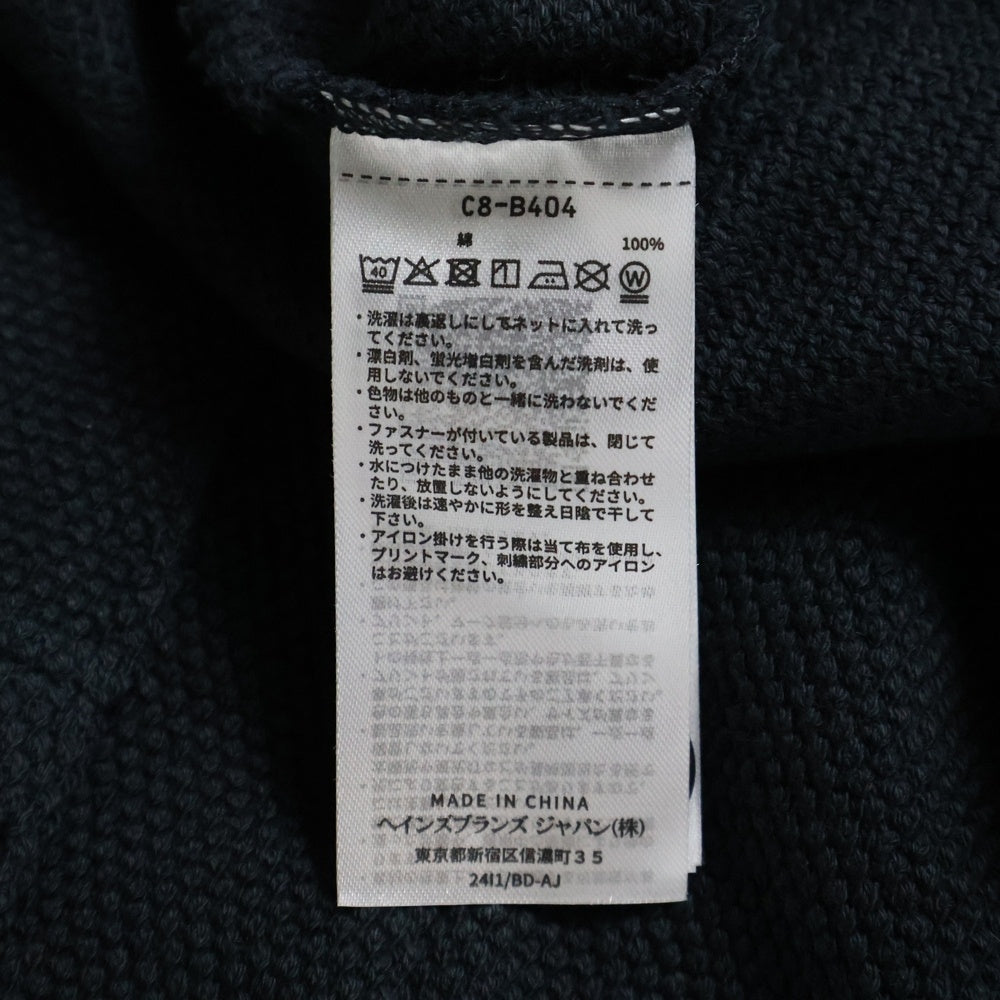 C8-B404
綿 100%
40 W
・洗濯は裏返しにしてネットに入れて洗っ
てください。
・漂白剤、蛍光増白剤を含んだ洗剤は、使
用しないでください。
・色物は他のものと一緒に洗わないでくだ
さい。
・ファスナーが付いている製品は、閉じて
洗ってください。
・水につけたまま他の洗濯物と重ね合わせ
たり、放置しないようにしてください。
・洗濯後は速やかに形を整え日陰で干して
下さい。
・アイロン掛けを行う際は当て布を使用し、
プリントマーク、刺繍部分へのアイロン
はお避けください。
MADE IN CHINA
ヘインズブランズ ジャパン(株)
東京都新宿区信濃町35
24I1/BD-AJ